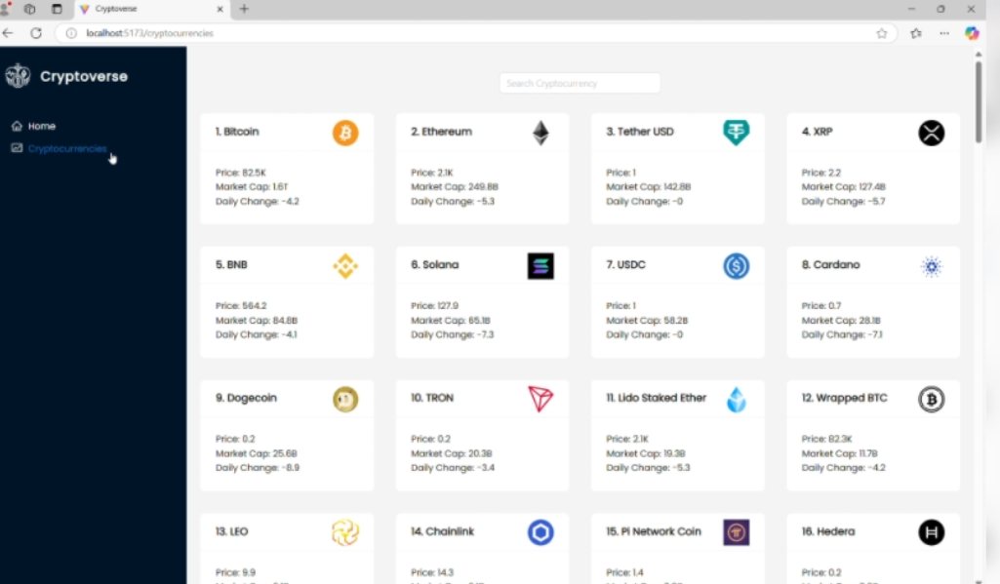 Cryptoverse
localhost:5173/cryptocurrencies
Cryptoverse
Home
Cryptocurrencies
Search Cryptocurrency
1. Bitcoin
Price: 82.5K
Market Cap: 1.6T
Daily Change: -4.2
2. Ethereum
Price: 2.1K
Market Cap: 249.8B
Daily Change: -5.3
3. Tether USD
Price: 1
Market Cap: 142.8B
Daily Change: -0
4. XRP
Price: 2.2
Market Cap: 127.4B
Daily Change: -5.7
5. BNB
Price: 564.2
Market Cap: 84.8B
Daily Change: -4.1
6. Solana
Price: 127.9
Market Cap: 65.1B
Daily Change: -7.3
7. USDC
Price: 1
Market Cap: 58.2B
Daily Change: -0
8. Cardano
Price: 0.7
Market Cap: 28.1B
Daily Change: -7.1
9. Dogecoin
Price: 0.2
Market Cap: 25.6B
Daily Change: -8.9
10. TRON
Price: 0.2
Market Cap: 20.3B
Daily Change: -3.4
11. Lido Staked Ether
Price: 2.1K
Market Cap: 19.3B
Daily Change: -5.3
12. Wrapped BTC
Price: 82.3K
Market Cap: 11.7B
Daily Change: -4.2
13. LEO
Price: 9.9
14. Chainlink
Price: 14.3
15. Pi Network Coin
Price: 1.4
16. Hedera
Price: 0.2